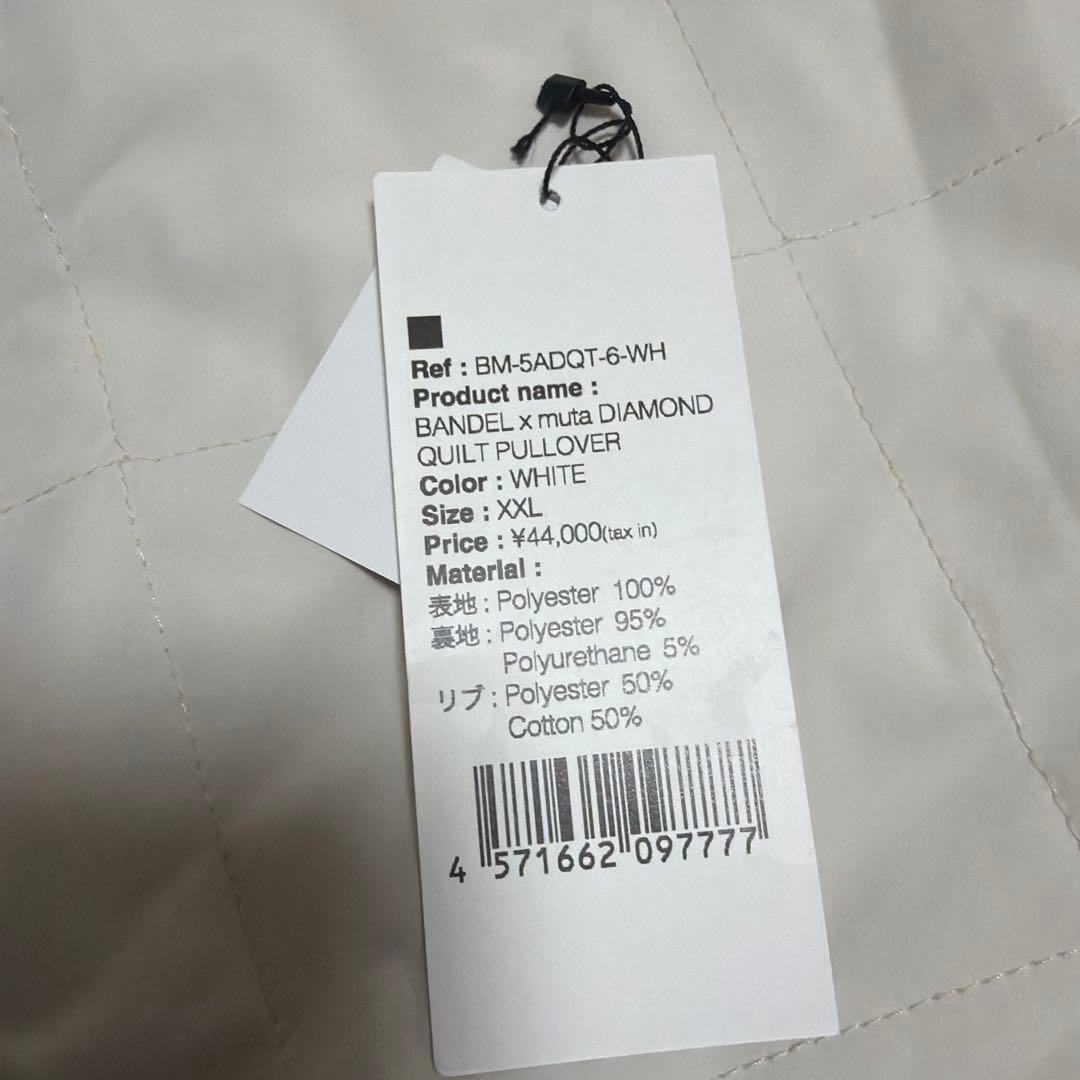 Ref : BM-5ADQT-6-WH
Product name :
BANDEL x muta DIAMOND
QUILT PULLOVER
Color : WHITE
Size : XXL
Price : ¥44,000(tax in)
Material :
表地 : Polyester 100%
裏地 : Polyester 95%
Polyurethane 5%
リブ : Polyester 50%
Cotton 50%
4 571662 097777